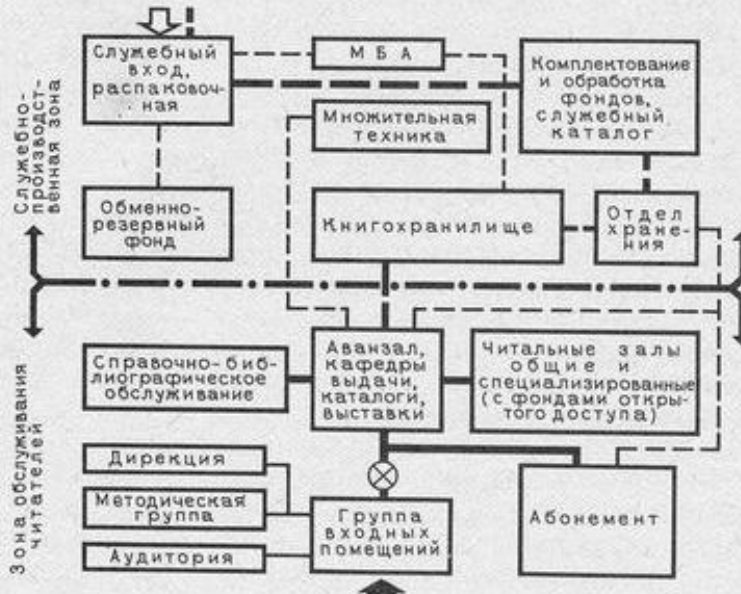 Служебно-
производст-
венная зона
Служебный
вход,
распаковоч-
ная
МБА
Комплектование
и обработка
фондов,
служебный
каталог
Множительная
техника
Обменно-
резервный
фонд
Книгохранилище
Отдел
хране-
ния
Зона обслуживания
читателей
Справочно-биб-
лиографическое
обслуживание
Аванзал,
кафедры
выдачи,
каталоги,
выставки
Читальные залы
общие и
специализированные
(с фондами откры-
того доступа)
Дирекция
Методическая
группа
Аудитория
Группа
входных
помещений
Абонемент